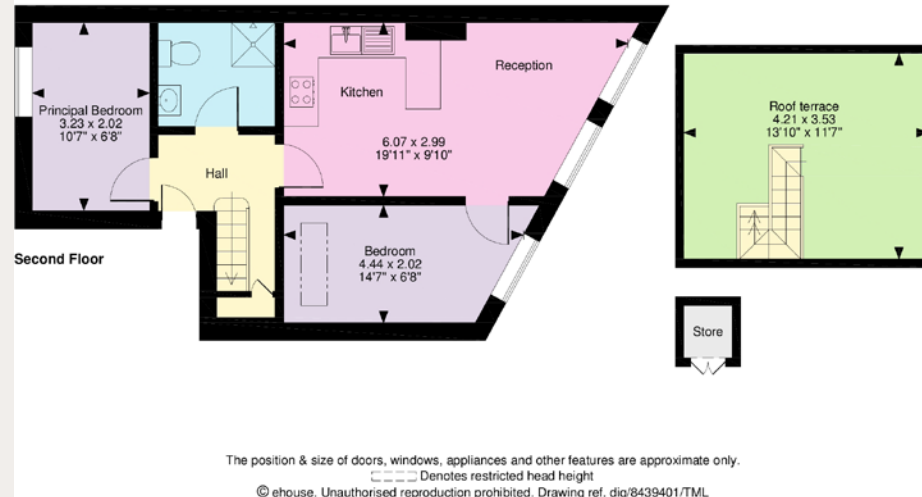 Principal Bedroom
3.23 x 2.02
10'7" x 6'8"
Kitchen
Reception
6.07 x 2.99
19'11" x 9'10"
Hall
Bedroom
4.44 x 2.02
14'7" x 6'8"
Second Floor
Roof terrace
4.21 x 3.53
13'10" x 11'7"
Store
The position & size of doors, windows, appliances and other features are approximate only.
Denotes restricted head height
© ehouse. Unauthorised reproduction prohibited. Drawing ref. dig/8439401/TML